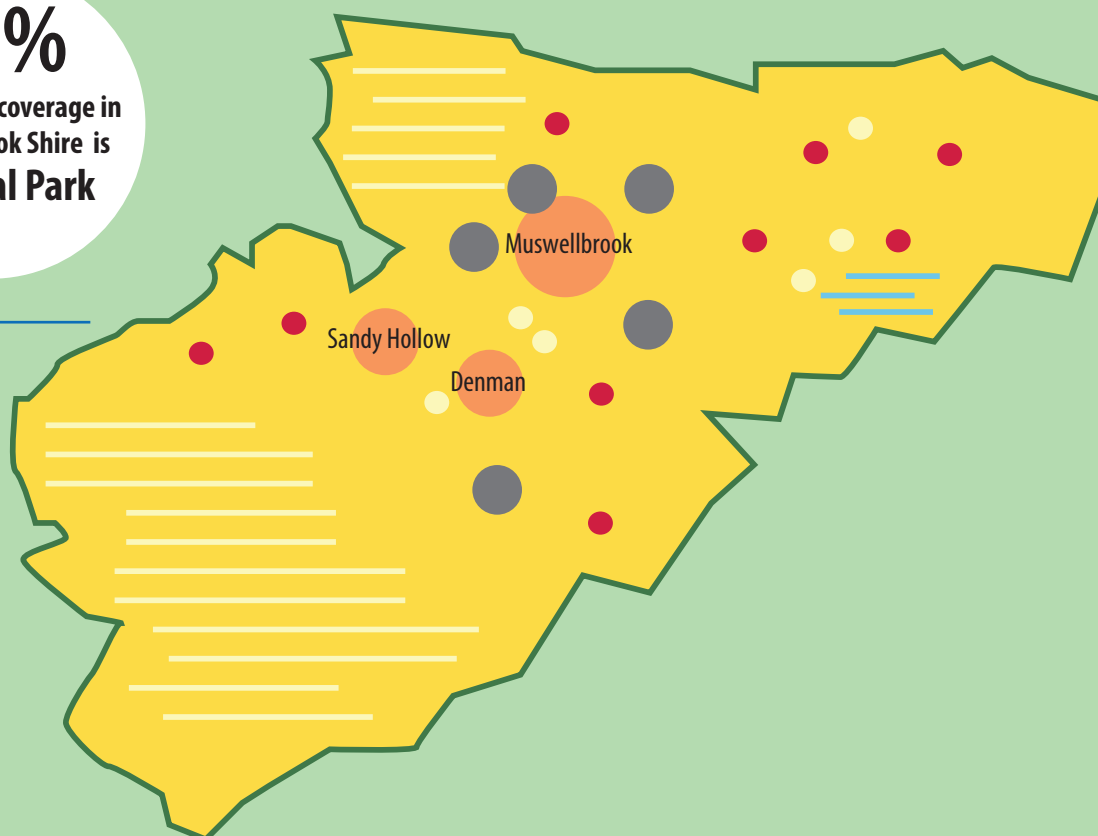 %
coverage in
ok Shire is
al Park
Muswellbrook
Sandy Hollow
Denman